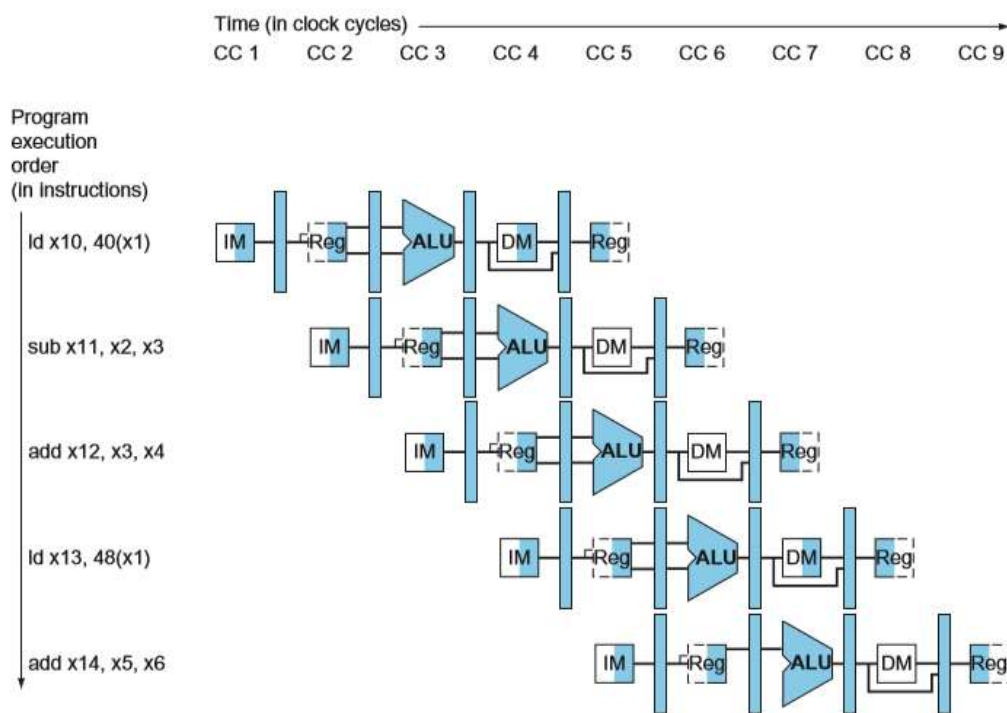 Time (in clock cycles)
CC 1 CC 2 CC 3 CC 4 CC 5 CC 6 CC 7 CC 8 CC 9
Program
execution
order
(in instructions)
ld x10, 40(x1) IM Reg ALU DM Reg
sub x11, x2, x3 IM Reg ALU DM Reg
add x12, x3, x4 IM Reg ALU DM Reg
ld x13, 48(x1) IM Reg ALU DM Reg
add x14, x5, x6 IM Reg ALU DM Reg